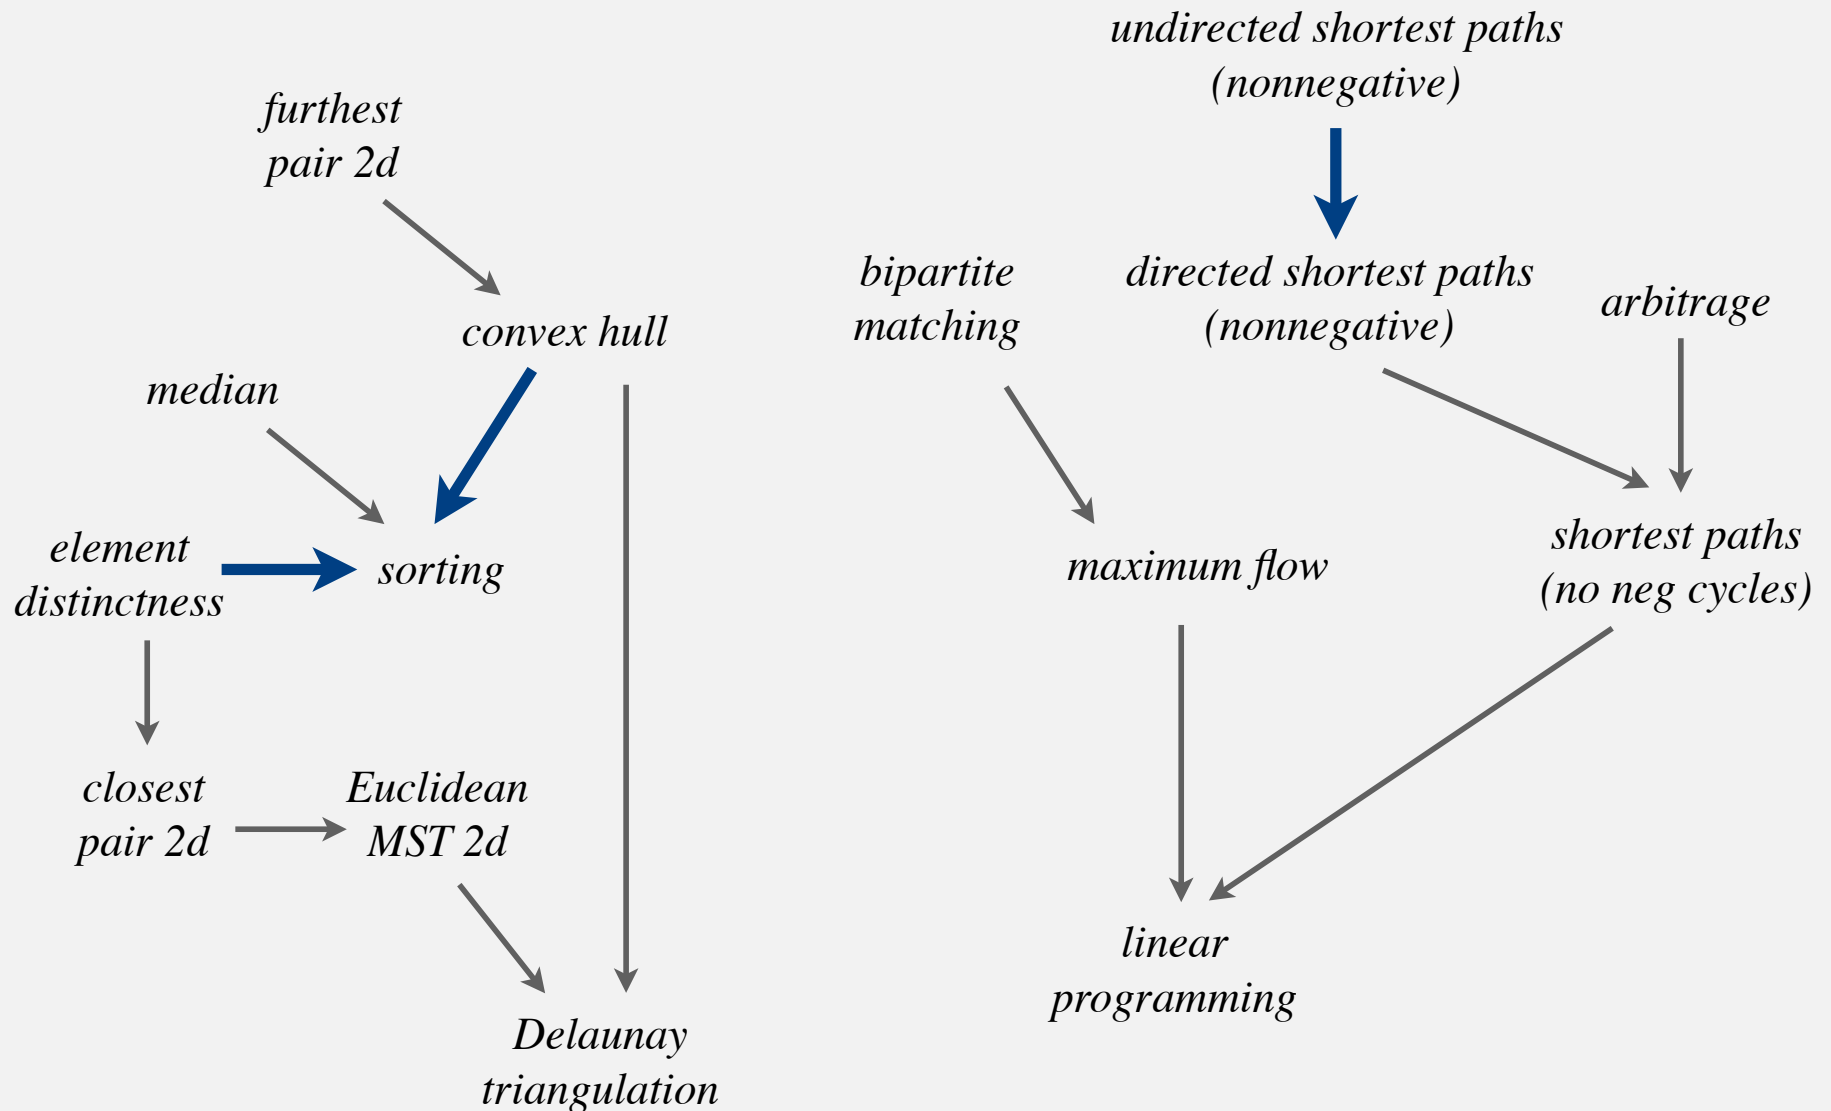 undirected shortest paths
(nonnegative)
furthest
pair 2d
bipartite
matching
directed shortest paths
(nonnegative)
arbitrage
convex hull
median
element
distinctness
sorting
maximum flow
shortest paths
(no neg cycles)
closest
pair 2d
Euclidean
MST 2d
linear
programming
Delaunay
triangulation